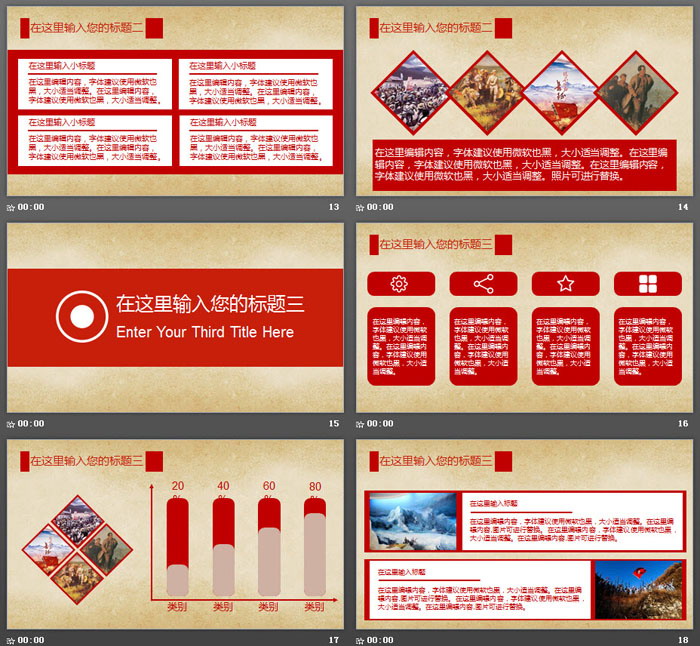 在这里输入您的标题二
在这里输入小标题
在这里编辑内容，字体建议使用微软也
黑，大小适当调整。在这里编辑内容，
字体建议使用微软也黑，大小适当调整。
在这里输入小标题
在这里编辑内容，字体建议使用微软也
黑，大小适当调整。在这里编辑内容，
字体建议使用微软也黑，大小适当调整。
在这里输入小标题
在这里编辑内容，字体建议使用微软也
黑，大小适当调整。在这里编辑内容，
字体建议使用微软也黑，大小适当调整。
在这里输入小标题
在这里编辑内容，字体建议使用微软也
黑，大小适当调整。在这里编辑内容，
字体建议使用微软也黑，大小适当调整。
00:00
13
在这里输入您的标题二
在这里编辑内容，字体建议使用微软也黑，大小适当调整。在这里编
辑内容，字体建议使用微软也黑，大小适当调整。在这里编辑内容，
字体建议使用微软也黑，大小适当调整。照片可进行替换。
00:00
14
在这里输入您的标题三
Enter Your Third Title Here
00:00
15
在这里输入您的标题三
在这里编辑内容，
字体建议使用微软
也黑，大小适当调
整。在这里编辑内
容，字体建议使用
微软也黑，大小适
当调整。
在这里编辑内容，
字体建议使用微软
也黑，大小适当调
整。在这里编辑内
容，字体建议使用
微软也黑，大小适
当调整。
在这里编辑内容，
字体建议使用微软
也黑，大小适当调
整。在这里编辑内
容，字体建议使用
微软也黑，大小适
当调整。
在这里编辑内容，
字体建议使用微软
也黑，大小适当调
整。在这里编辑内
容，字体建议使用
微软也黑，大小适
当调整。
00:00
16
在这里输入您的标题三
20
%
40
%
60
%
80
%
类别
类别
类别
类别
00:00
17
在这里输入您的标题三
在这里输入标题
在这里编辑内容，字体建议使用微软也黑，大小适当调整。在这里编
辑内容,图片可进行替换。在这里编辑内容，字体建议使用微软也黑，
大小适当调整。在这里编辑内容,图片可进行替换。
在这里输入标题
在这里编辑内容，字体建议使用微软也黑，大小适当调整。在这里编
辑内容,图片可进行替换。在这里编辑内容，字体建议使用微软也黑，
大小适当调整。在这里编辑内容,图片可进行替换。
00:00
18